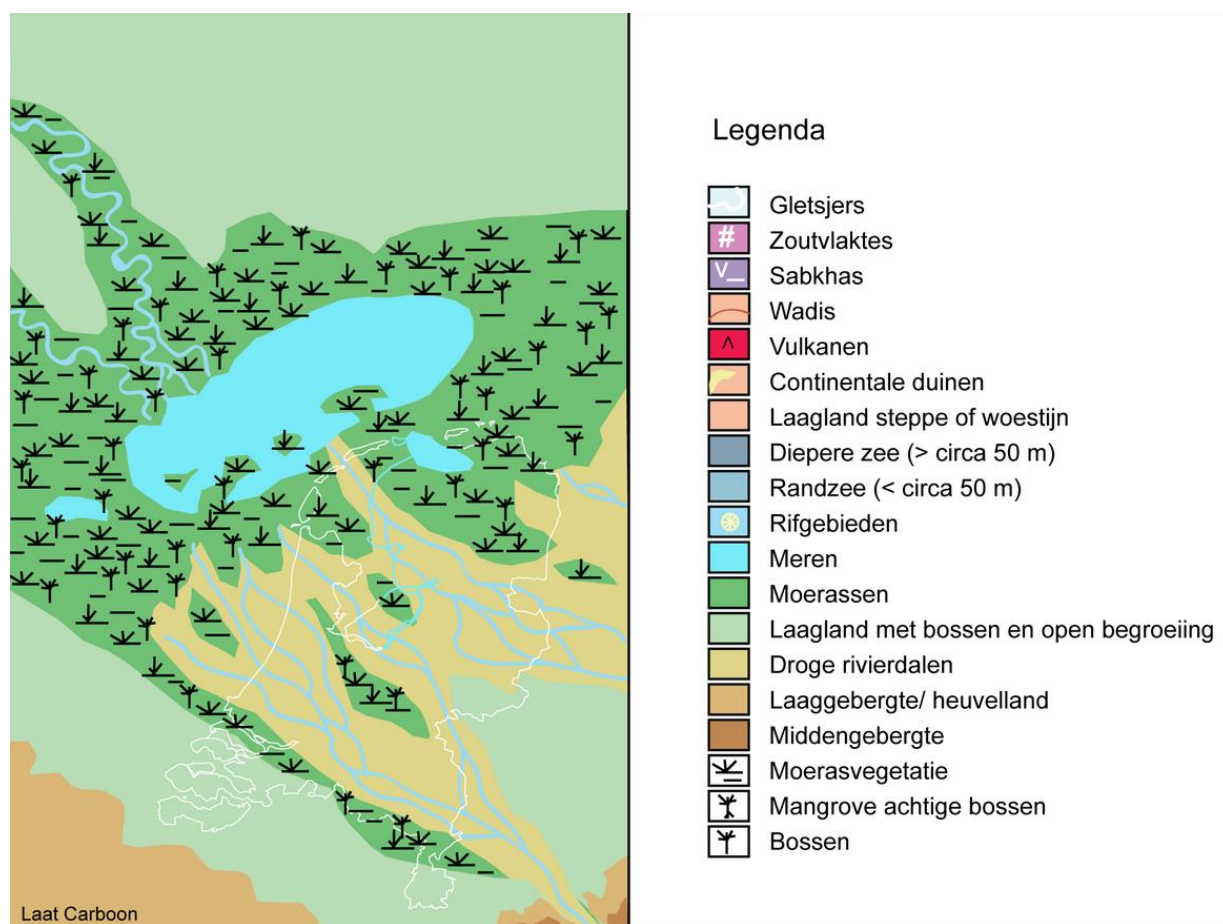 Legenda
Gletsjers
# Zoutvlaktes
V_ Sabkhas
Wadis
^ Vulkanen
Continentale duinen
Laagland steppe of woestijn
Diepere zee (> circa 50 m)
Randzee (< circa 50 m)
Rifgebieden
Meren
Moerassen
Laagland met bossen en open begroeiing
Droge rivierdalen
Laaggebergte/ heuvelland
Middengebergte
Moerasvegetatie
Mangrove achtige bossen
Bossen
Laat Carboon